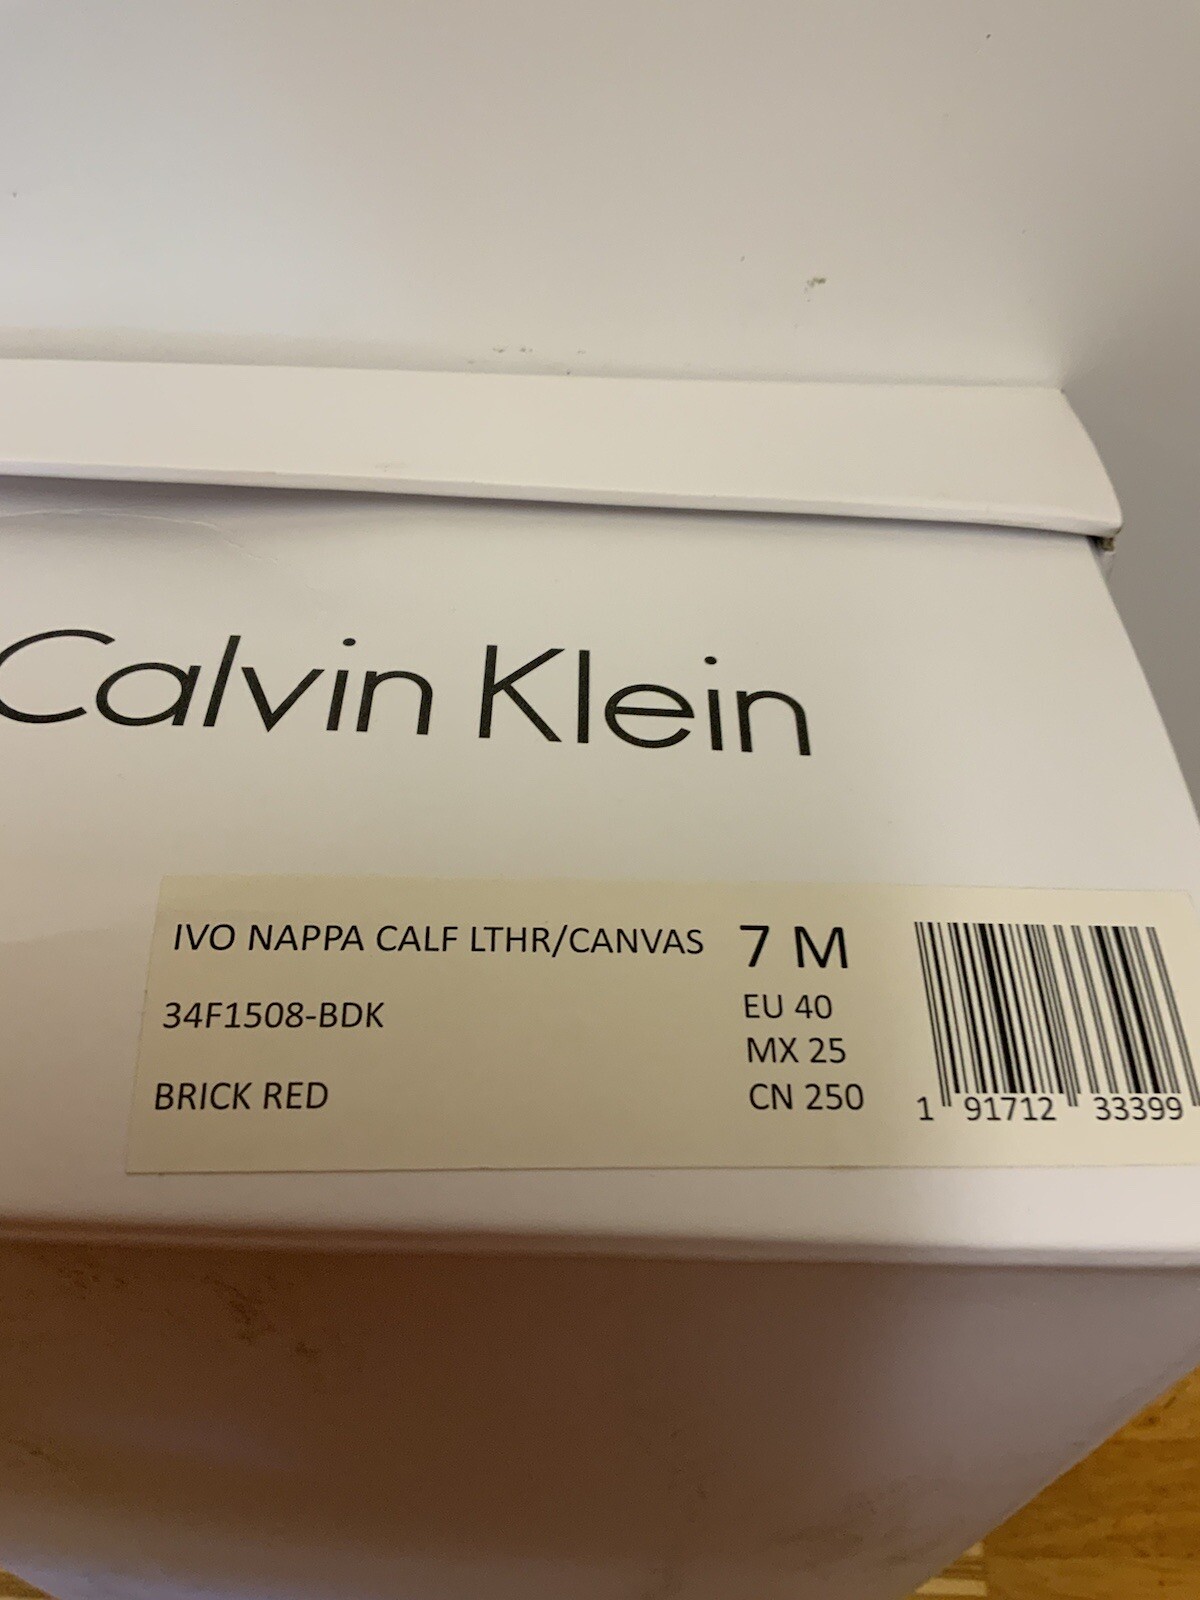 Calvin Klein
IVO NAPPA CALF LTHR/CANVAS
34F1508-BDK
BRICK RED
7 M
EU 40
MX 25
CN 250
1 91712 33399